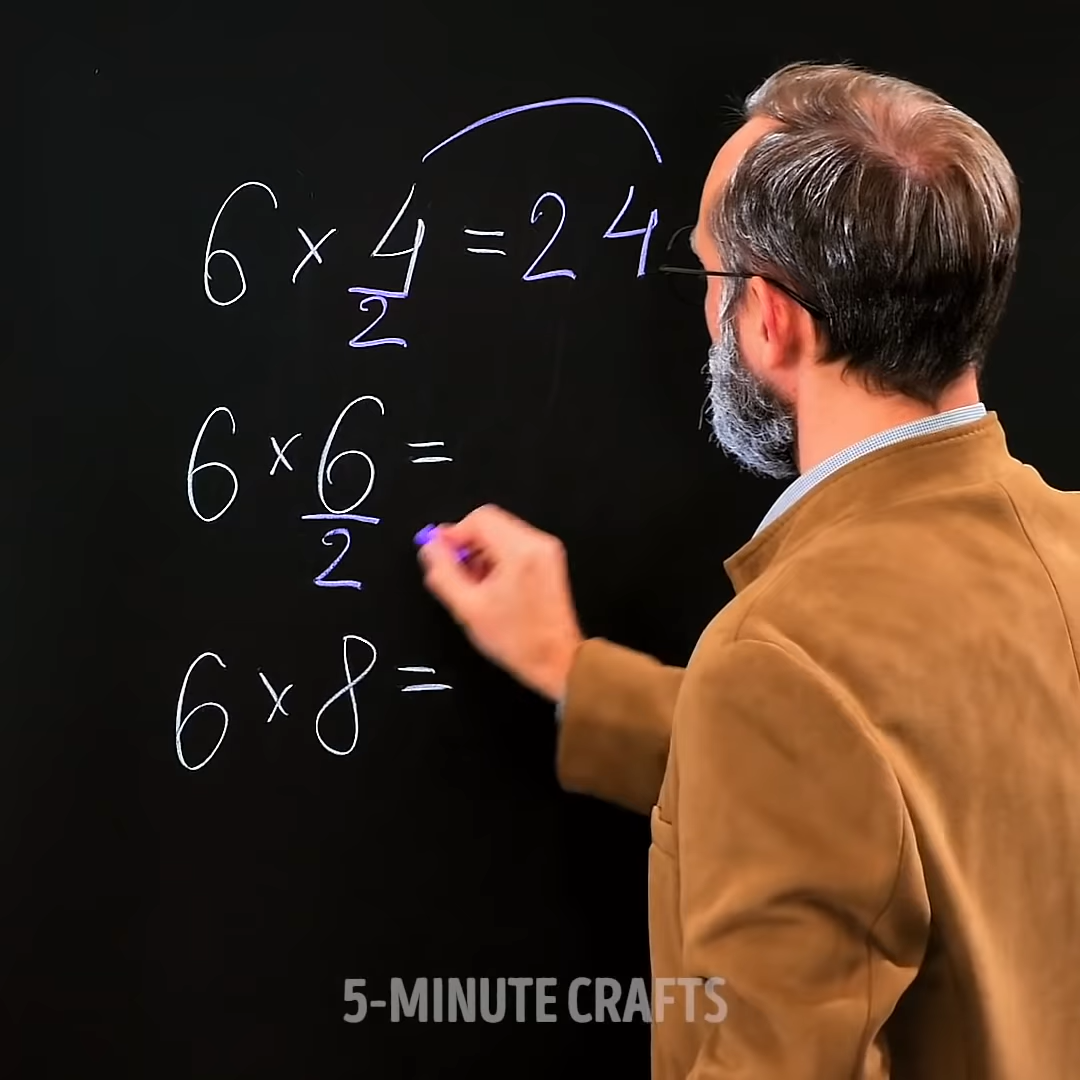 6 × 4 = 24
2
6 × 6 =
2
6 × 8 =
5-MINUTE CRAFTS